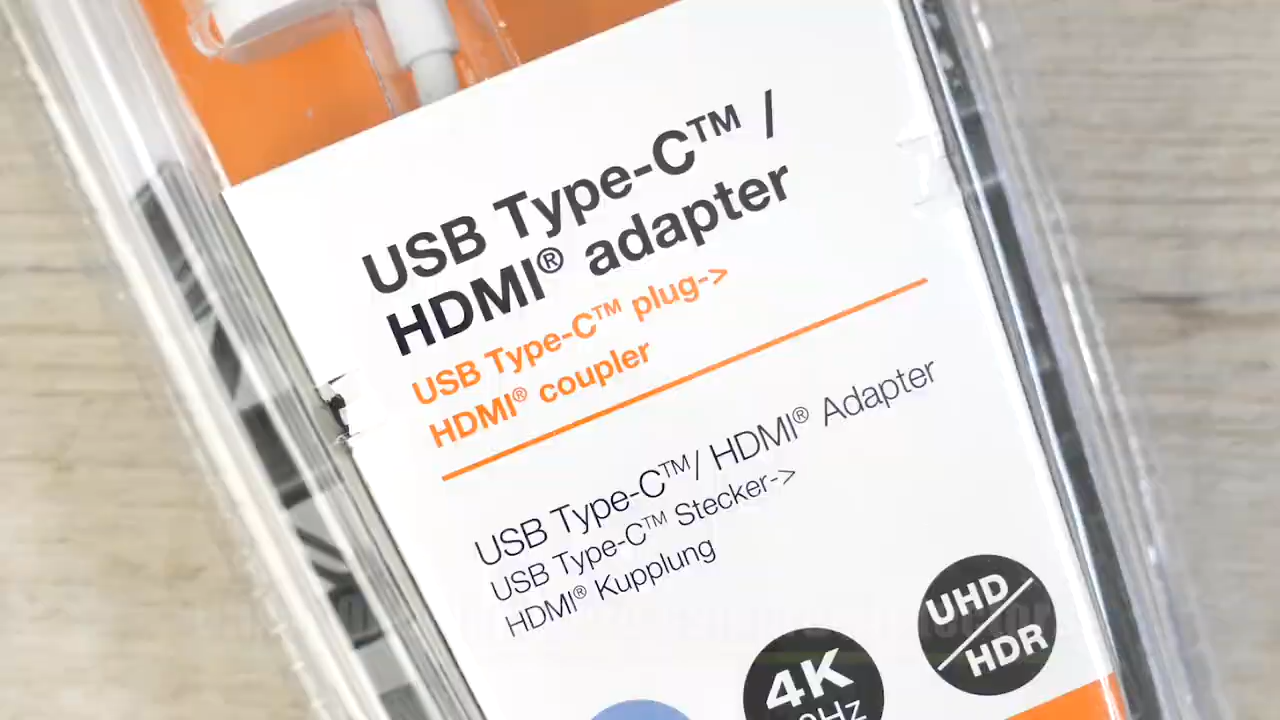 USB Type-C™ /
HDMI® adapter
USB Type-C™ plug->
HDMI® coupler
USB Type-C™/ HDMI® Adapter
USB Type-C™ Stecker->
HDMI® Kupplung
UHD/
HDR
4K